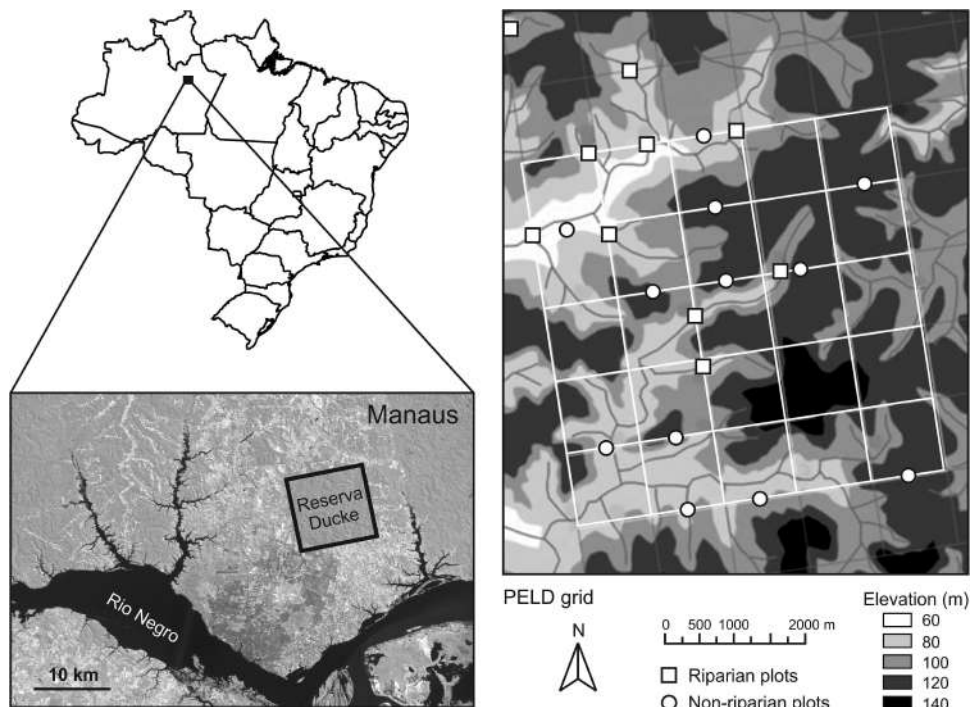 Manaus
Reserva
Ducke
Rio Negro
10 km
PELD grid
N
0 500 1000 2000 m
Riparian plots
Non-riparian plots
Elevation (m)
60
80
100
120
140